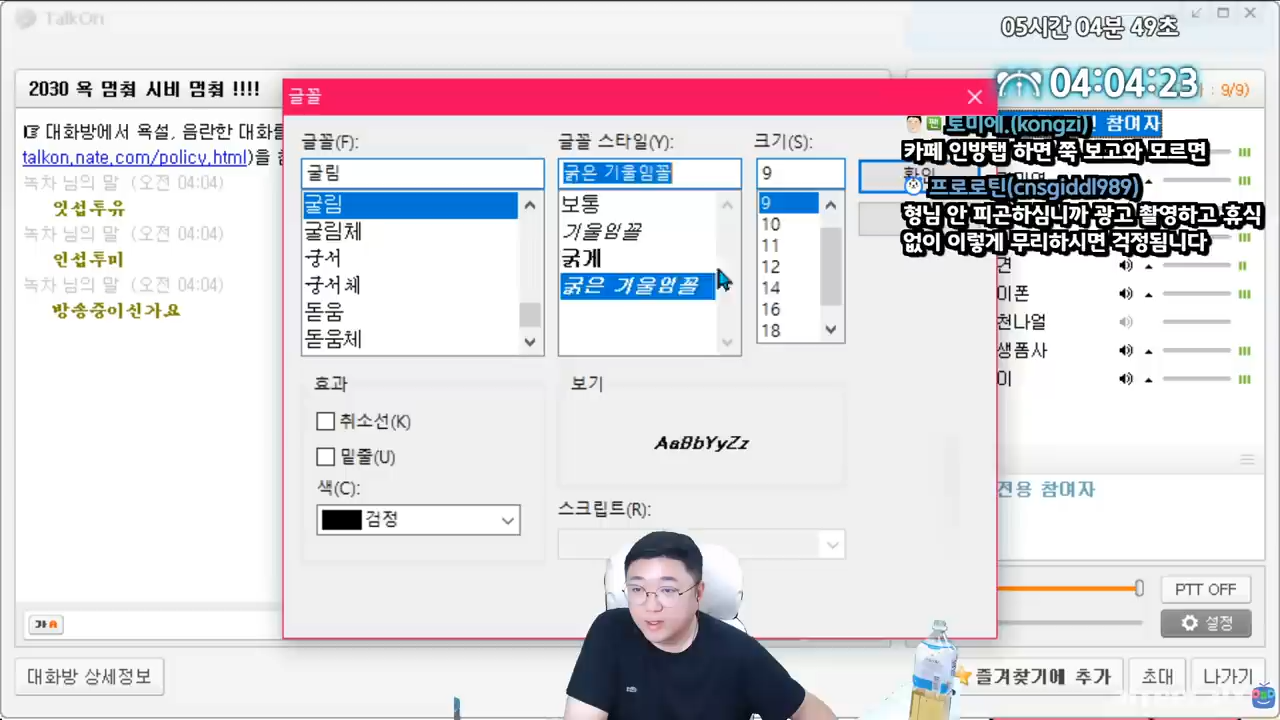 TalkOn
05시간 04분 49초
2030 욕 멈춰 시비 멈춰 !!!!
04:04:23
: 9/9)
☞ 대화방에서 욕설, 음란한 대화를
talkon.nate.com/policy.html)을
녹차 님의 말 (오전 04:04)
잇섭투유
녹차 님의 말 (오전 04:04)
인섭투미
녹차 님의 말 (오전 04:04)
방송중이신가요
글꼴
글꼴(F):
굴림
굴림
굴림체
궁서
궁서체
돋움
돋움체
글꼴 스타일(Y):
굵은 기울임꼴
보통
기울임꼴
굵게
굵은 기울임꼴
크기(S):
9
9
10
11
12
14
16
18
확인
효과
취소선(K)
밑줄(U)
색(C):
검정
보기
AaBbYyZz
스크립트(R):
팬 토미에.(kongzi) ! 참여자
카페 인방탭 하면 쭉 보고와 모르면
프로로틴(cnsgiddl989)
형님 안 피곤하십니까 광고 촬영하고 휴식
없이 이렇게 무리하시면 걱정됩니다
견
이폰
천나얼
생폼사
이
전용 참여자
PTT OFF
설정
가가
대화방 상세정보
즐겨찾기에 추가
초대
나가기